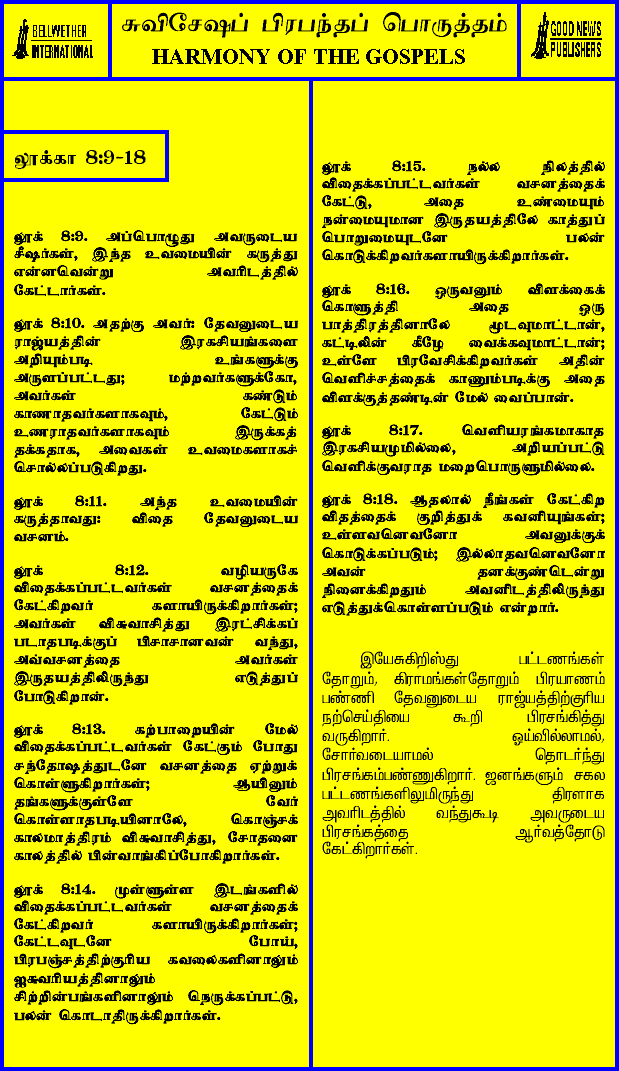 BELLWETHER
INTERNATIONAL
சுவிசேஷப் பிரபந்தப் பொருத்தம்
HARMONY OF THE GOSPELS
GOOD NEWS
PUBLISHERS
லூக்கா 8:9-18
லூக் 8:9. அப்பொழுது அவருடைய
சீஷர்கள், இந்த உவமையின் கருத்து
என்னவென்று அவரிடத்தில்
கேட்டார்கள்.
லூக் 8:10. அதற்கு அவர்: தேவனுடைய
ராஜ்யத்தின் இரகசியங்களை
அறியும்படி உங்களுக்கு
அருளப்பட்டது; மற்றவர்களுக்கோ,
அவர்கள் கண்டும்
காணாதவர்களாகவும், கேட்டும்
உணராதவர்களாகவும் இருக்கத்
தக்கதாக, அவைகள் உவமைகளாகச்
சொல்லப்படுகிறது.
லூக் 8:11. அந்த உவமையின்
கருத்தாவது: விதை தேவனுடைய
வசனம்.
லூக் 8:12. வழியருகே
விதைக்கப்பட்டவர்கள் வசனத்தைக்
கேட்கிறவர் களாயிருக்கிறார்கள்;
அவர்கள் விசுவாசித்து இரட்சிக்கப்
படாதபடிக்குப் பிசாசானவன் வந்து,
அவ்வசனத்தை அவர்கள்
இருதயத்திலிருந்து எடுத்துப்
போடுகிறான்.
லூக் 8:13. கற்பாறையின் மேல்
விதைக்கப்பட்டவர்கள் கேட்கும் போது
சந்தோஷத்துடனே வசனத்தை ஏற்றுக்
கொள்ளுகிறார்கள்; ஆயினும்
தங்களுக்குள்ளே வேர்
கொள்ளாதபடியினாலே, கொஞ்சக்
காலமாத்திரம் விசுவாசித்து, சோதனை
காலத்தில் பின்வாங்கிப்போகிறார்கள்.
லூக் 8:14. முள்ளுள்ள இடங்களில்
விதைக்கப்பட்டவர்கள் வசனத்தைக்
கேட்கிறவர் களாயிருக்கிறார்கள்;
கேட்டவுடனே போய்,
பிரபஞ்சத்திற்குரிய கவலைகளினாலும்
ஐசுவரியத்தினாலும்
சிற்றின்பங்களினாலும் நெருக்கப்பட்டு,
பலன் கொடாதிருக்கிறார்கள்.
லூக் 8:15. நல்ல நிலத்தில்
விதைக்கப்பட்டவர்கள் வசனத்தைக்
கேட்டு, அதை உண்மையும்
நன்மையுமான இருதயத்திலே காத்துப்
பொறுமையுடனே பலன்
கொடுக்கிறவர்களாயிருக்கிறார்கள்.
லூக் 8:16. ஒருவனும் விளக்கைக்
கொளுத்தி அதை ஒரு
பாத்திரத்தினாலே மூடவுமாட்டான்,
கட்டிலின் கீழே வைக்கவுமாட்டான்;
உள்ளே பிரவேசிக்கிறவர்கள் அதின்
வெளிச்சத்தைக் காணும்படிக்கு அதை
விளக்குத்தண்டின் மேல் வைப்பான்.
லூக் 8:17. வெளியரங்கமாகாத
இரகசியமுமில்லை, அறியப்பட்டு
வெளிக்குவராத மறைபொருளுமில்லை.
லூக் 8:18. ஆதலால் நீங்கள் கேட்கிற
விதத்தைக் குறித்துக் கவனியுங்கள்;
உள்ளவனெவனோ அவனுக்குக்
கொடுக்கப்படும்; இல்லாதவனெவனோ
அவன் தனக்குண்டென்று
நினைக்கிறதும் அவனிடத்திலிருந்து
எடுத்துக்கொள்ளப்படும் என்றார்.
இயேசுகிறிஸ்து பட்டணங்கள்
தோறும், கிராமங்கள்தோறும் பிரயாணம்
பண்ணி தேவனுடைய ராஜ்யத்திற்குரிய
நற்செய்தியை கூறி பிரசங்கித்து
வருகிறார். ஓய்வில்லாமல்,
சோர்வடையாமல் தொடர்ந்து
பிரசங்கம்பண்ணுகிறார். ஜனங்களும் சகல
பட்டணங்களிலுமிருந்து திரளாக
அவரிடத்தில் வந்துகூடி அவருடைய
பிரசங்கத்தை ஆர்வத்தோடு
கேட்கிறார்கள்.